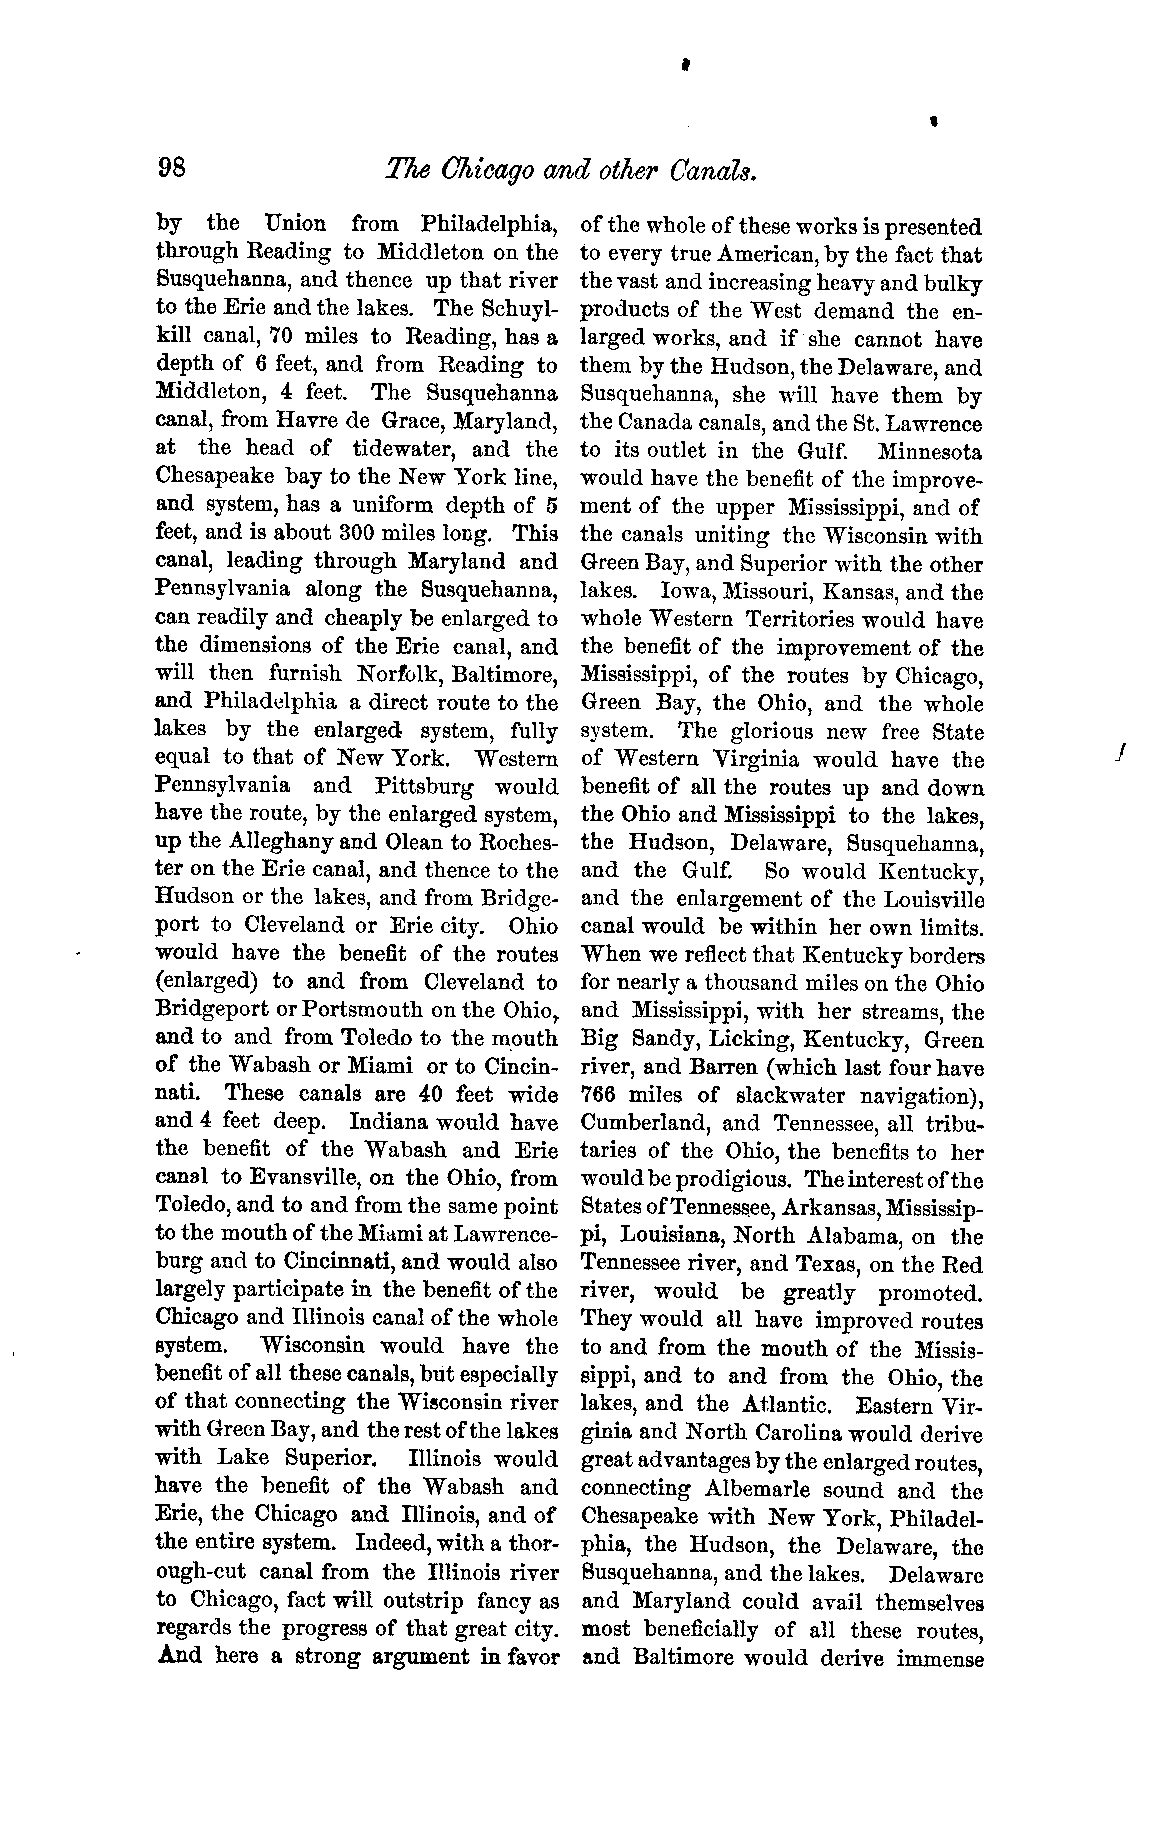 98
The Chicago and other Canals.
by the Union from Philadelphia,
through Reading to Middleton on the
Susquehanna, and thence up that river
to the Erie and the lakes. The Schuyl-
kill canal, 70 miles to Reading, has a
depth of 6 feet, and from Reading to
Middleton, 4 feet. The Susquehanna
canal, from Havre de Grace, Maryland,
at the head of tidewater, and the
Chesapeake bay to the New York line,
and system, has a uniform depth of 5
feet, and is about 300 miles long. This
canal, leading through Maryland and
Pennsylvania along the Susquehanna,
can readily and cheaply be enlarged to
the dimensions of the Erie canal, and
will then furnish Norfolk, Baltimore,
and Philadelphia a direct route to the
lakes by the enlarged system, fully
equal to that of New York. Western
Pennsylvania and Pittsburg would
have the route, by the enlarged system,
up the Alleghany and Olean to Roches-
ter on the Erie canal, and thence to the
Hudson or the lakes, and from Bridge-
port to Cleveland or Erie city. Ohio
would have the benefit of the routes
(enlarged) to and from Cleveland to
Bridgeport or Portsmouth on the Ohio,
and to and from Toledo to the mouth
of the Wabash or Miami or to Cincin-
nati. These canals are 40 feet wide
and 4 feet deep. Indiana would have
the benefit of the Wabash and Erie
canal to Evansville, on the Ohio, from
Toledo, and to and from the same point
to the mouth of the Miami at Lawrence-
burg and to Cincinnati, and would also
largely participate in the benefit of the
Chicago and Illinois canal of the whole
system. Wisconsin would have the
benefit of all these canals, but especially
of that connecting the Wisconsin river
with Green Bay, and the rest of the lakes
with Lake Superior. Illinois would
have the benefit of the Wabash and
Erie, the Chicago and Illinois, and of
the entire system. Indeed, with a thor-
ough-cut canal from the Illinois river
to Chicago, fact will outstrip fancy as
regards the progress of that great city.
And here a strong argument in favor
of the whole of these works is presented
to every true American, by the fact that
the vast and increasing heavy and bulky
products of the West demand the en-
larged works, and if she cannot have
them by the Hudson, the Delaware, and
Susquehanna, she will have them by
the Canada canals, and the St. Lawrence
to its outlet in the Gulf. Minnesota
would have the benefit of the improve-
ment of the upper Mississippi, and of
the canals uniting the Wisconsin with
Green Bay, and Superior with the other
lakes. Iowa, Missouri, Kansas, and the
whole Western Territories would have
the benefit of the improvement of the
Mississippi, of the routes by Chicago,
Green Bay, the Ohio, and the whole
system. The glorious new free State
of Western Virginia would have the
benefit of all the routes up and down
the Ohio and Mississippi to the lakes,
the Hudson, Delaware, Susquehanna,
and the Gulf. So would Kentucky,
and the enlargement of the Louisville
canal would be within her own limits.
When we reflect that Kentucky borders
for nearly a thousand miles on the Ohio
and Mississippi, with her streams, the
Big Sandy, Licking, Kentucky, Green
river, and Barren (which last four have
766 miles of slackwater navigation),
Cumberland, and Tennessee, all tribu-
taries of the Ohio, the benefits to her
would be prodigious. The interest of the
States of Tennessee, Arkansas, Mississip-
pi, Louisiana, North Alabama, on the
Tennessee river, and Texas, on the Red
river, would be greatly promoted.
They would all have improved routes
to and from the mouth of the Missis-
sippi, and to and from the Ohio, the
lakes, and the Atlantic. Eastern Vir-
ginia and North Carolina would derive
great advantages by the enlarged routes,
connecting Albemarle sound and the
Chesapeake with New York, Philadel-
phia, the Hudson, the Delaware, the
Susquehanna, and the lakes. Delaware
and Maryland could avail themselves
most beneficially of all these routes,
and Baltimore would derive immense